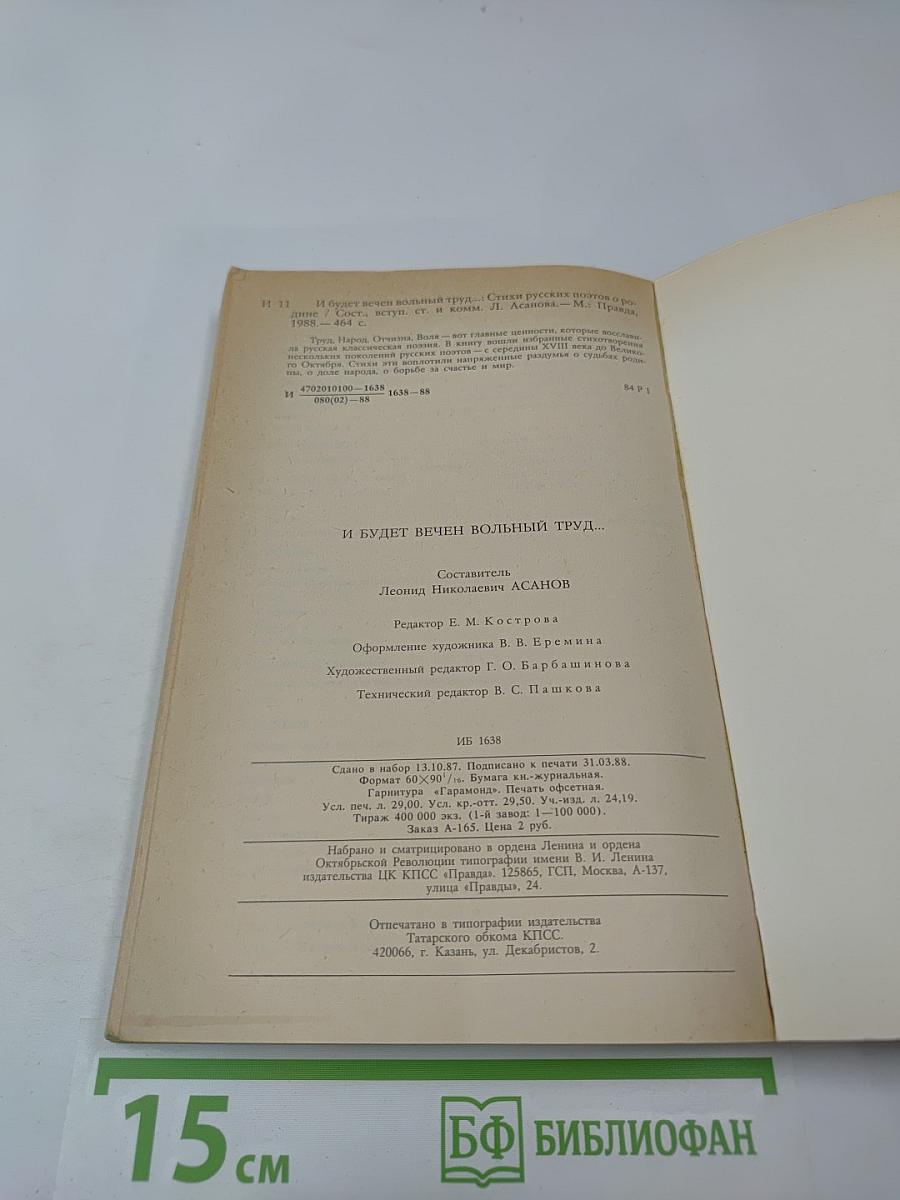 И 11 И будет вечен вольный труд...: Стихи русских поэтов о ро-
дине / Сост., вступ. ст. и комм. Л. Асанова.— М.: Правда,
1988.— 464 с.
Труд, Народ, Отчизна, Воля — вот главные ценности, которые восслави-
ла русская классическая поэзия. В книгу вошли избранные стихотворения
нескольких поколений русских поэтов — с середины XVIII века до Велико-
го Октября. Стихи эти воплотили напряженные раздумья о судьбах роди-
ны, о доле народа, о борьбе за счастье и мир.
И 4702010100—1638 1638—88 84 Р 1
080(02)—88
И БУДЕТ ВЕЧЕН ВОЛЬНЫЙ ТРУД...
Составитель
Леонид Николаевич АСАНОВ
Редактор Е. М. Кострова
Оформление художника В. В. Еремина
Художественный редактор Г. О. Барбашинова
Технический редактор В. С. Пашкова
ИБ 1638
Сдано в набор 13.10.87. Подписано к печати 31.03.88.
Формат 60×90¹/₁₆. Бумага кн.-журнальная.
Гарнитура «Гарамонд». Печать офсетная.
Усл. печ. л. 29,00. Усл. кр.-отт. 29,50. Уч.-изд. л. 24,19.
Тираж 400 000 экз. (1-й завод: 1—100 000).
Заказ А-165. Цена 2 руб.
Набрано и сматрицировано в ордена Ленина и ордена
Октябрьской Революции типографии имени В. И. Ленина
издательства ЦК КПСС «Правда». 125865, ГСП, Москва, А-137,
улица «Правды», 24.
Отпечатано в типографии издательства
Татарского обкома КПСС.
420066, г. Казань, ул. Декабристов, 2.
15 см
БФ БИБЛИОФАН